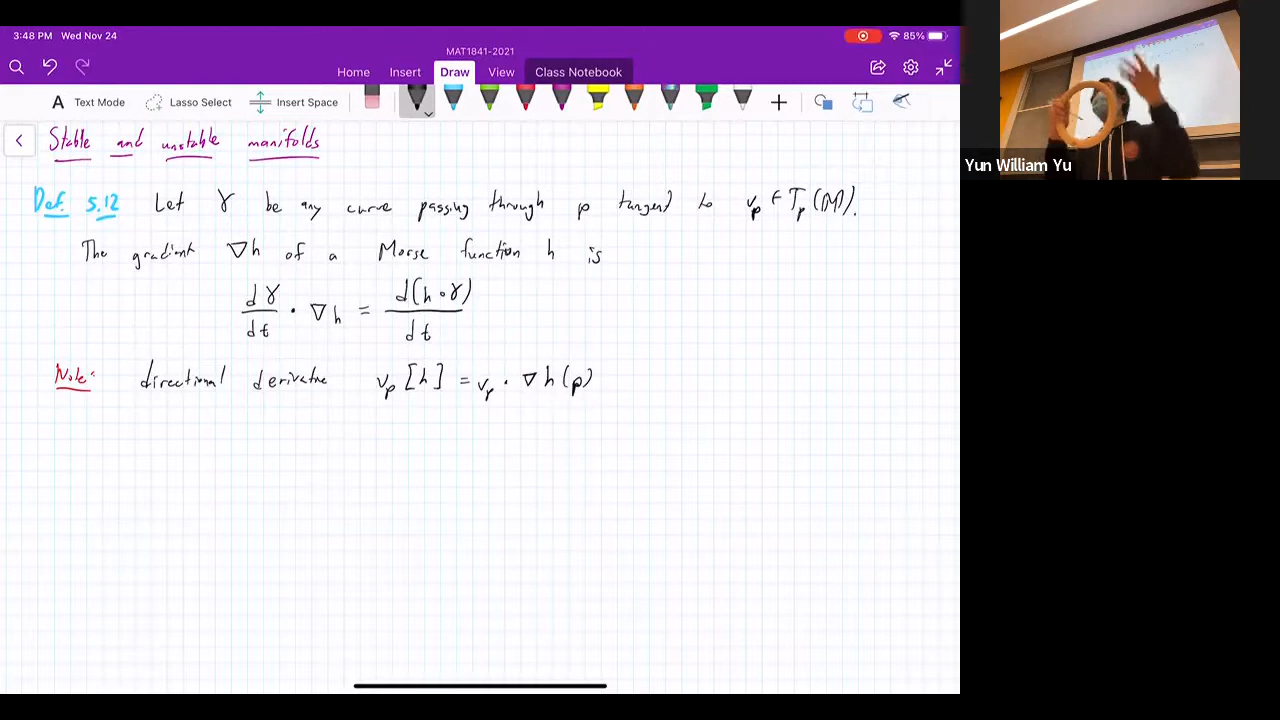 3:48 PM Wed Nov 24
85%
MAT1841-2021
Home Insert Draw View Class Notebook
Text Mode Lasso Select Insert Space
Stable and unstable manifolds
Def. 5.12 Let γ be any curve passing through p tangent to v_p ∈ T_p(M).
The gradient ∇h of a Morse function h is
dγ/dt · ∇h = d(h∘γ)/dt
Note: directional derivative v_p[h] = v_p · ∇h(p)
Yun William Yu